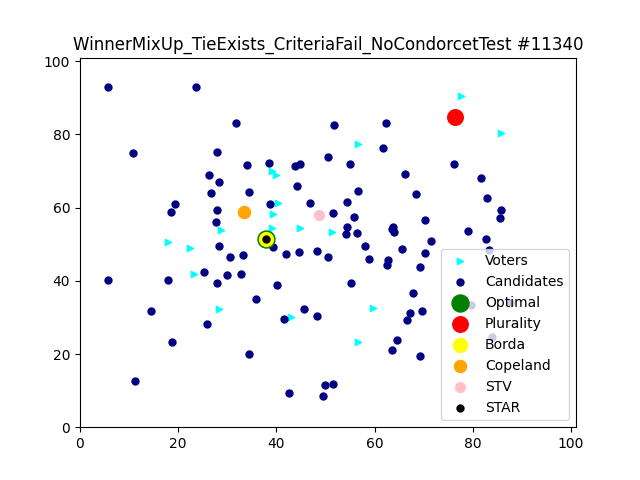 WinnerMixUp_TieExists_CriteriaFail_NoCondorcetTest #11340
100
80
60
40
20
0
0 20 40 60 80 100
Voters
Candidates
Optimal
Plurality
Borda
Copeland
STV
STAR